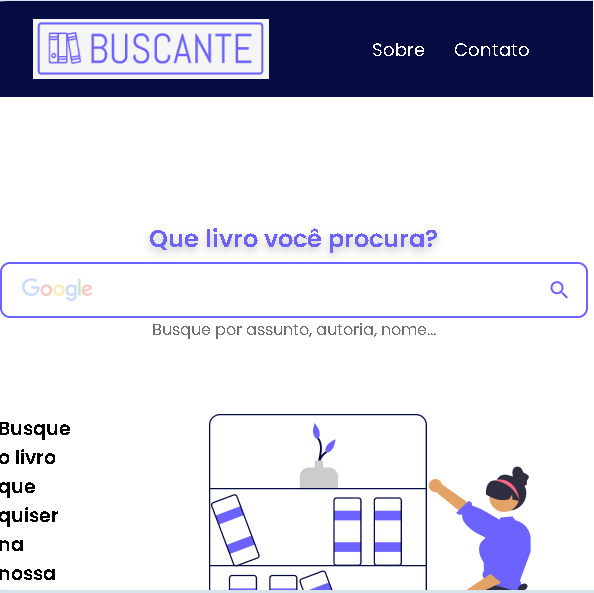 BUSCANTE
Sobre Contato
Que livro você procura?
Google
Busque por assunto, autoria, nome...
Busque
o livro
que
quiser
na
nossa